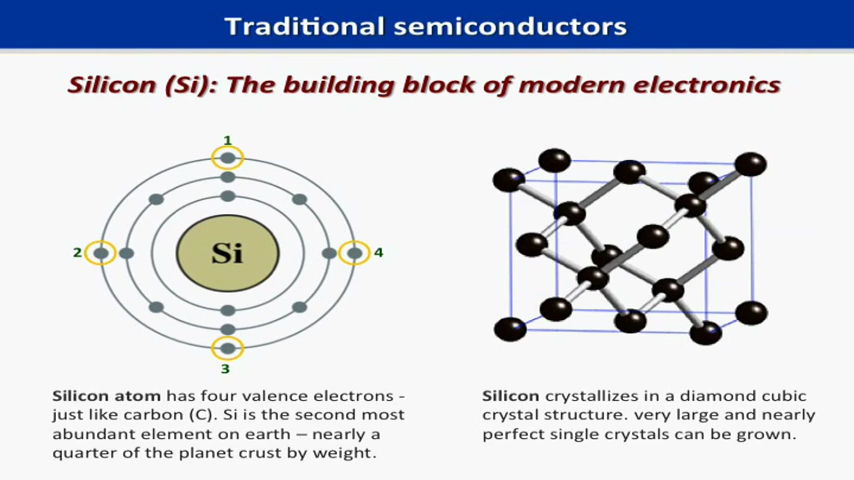 Traditional semiconductors
Silicon (Si): The building block of modern electronics
1
2
Si
4
3
Silicon atom has four valence electrons -
just like carbon (C). Si is the second most
abundant element on earth – nearly a
quarter of the planet crust by weight.
Silicon crystallizes in a diamond cubic
crystal structure. very large and nearly
perfect single crystals can be grown.